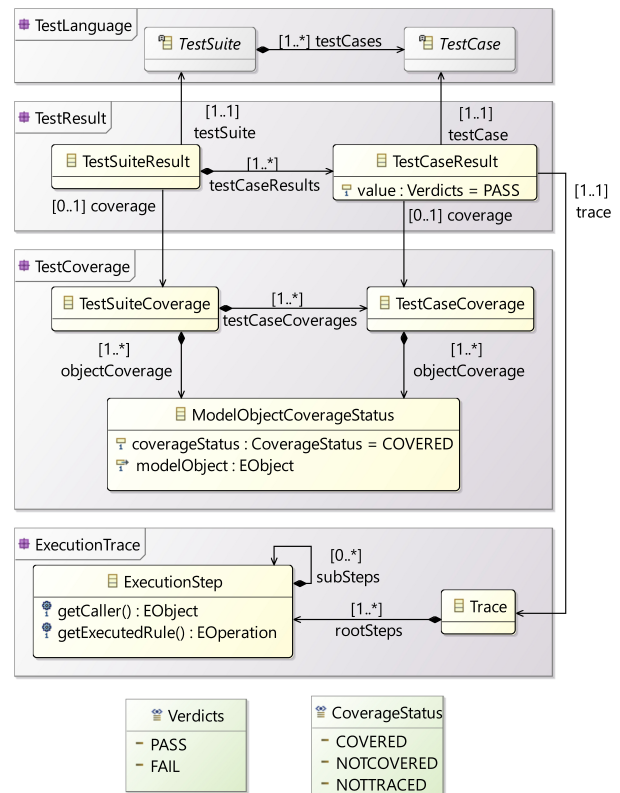 TestLanguage
TestSuite
[1..*] testCases
TestCase
[1..1]
testSuite
[1..1]
testCase
TestResult
TestSuiteResult
[1..*]
testCaseResults
TestCaseResult
value : Verdicts = PASS
[1..1]
trace
[0..1] coverage
[0..1] coverage
TestCoverage
TestSuiteCoverage
[1..*]
testCaseCoverages
TestCaseCoverage
[1..*]
objectCoverage
[1..*]
objectCoverage
ModelObjectCoverageStatus
coverageStatus : CoverageStatus = COVERED
modelObject : EObject
ExecutionTrace
ExecutionStep
getCaller() : EObject
getExecutedRule() : EOperation
[0..*]
subSteps
[1..*]
rootSteps
Trace
Verdicts
PASS
FAIL
CoverageStatus
COVERED
NOTCOVERED
NOTTRACED